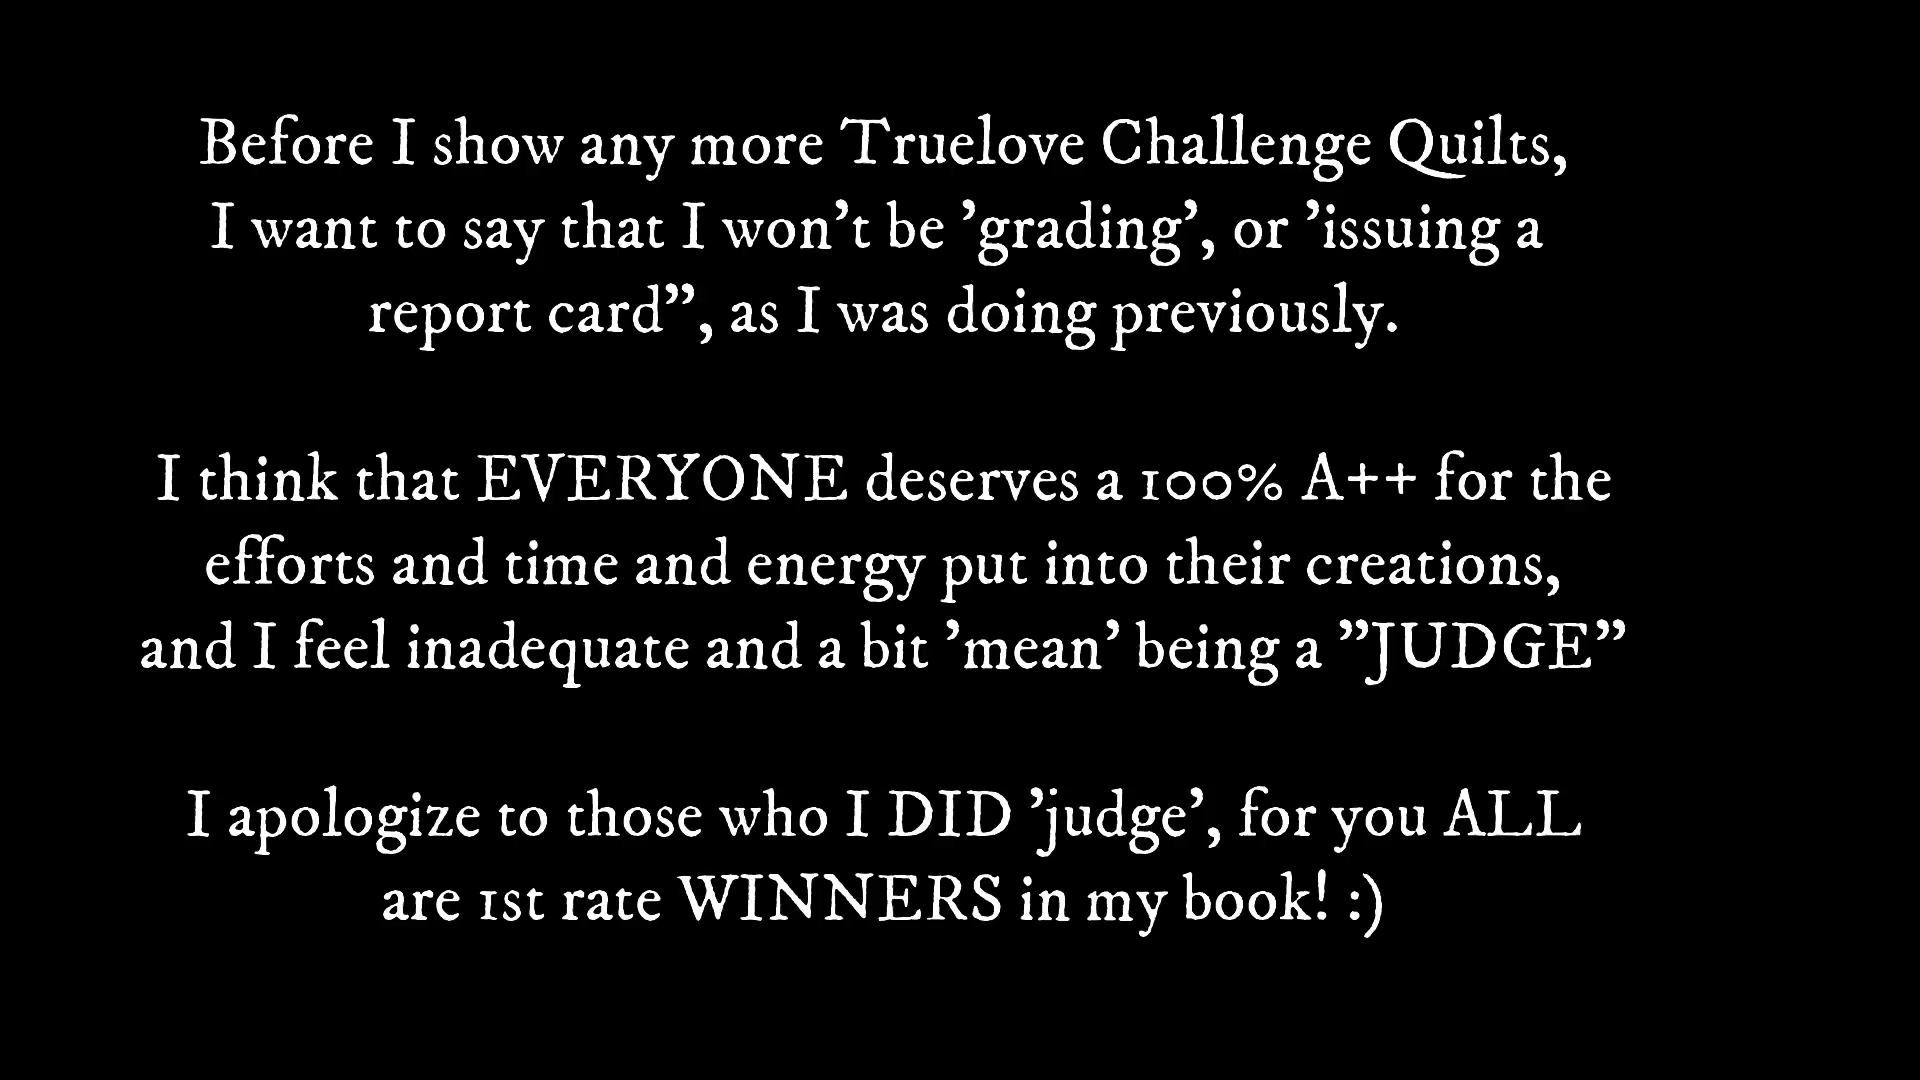 Before I show any more Truelove Challenge Quilts,
I want to say that I won’t be ’grading’, or ’issuing a
report card”, as I was doing previously.
I think that EVERYONE deserves a 100% A++ for the
efforts and time and energy put into their creations,
and I feel inadequate and a bit ’mean’ being a ”JUDGE”
I apologize to those who I DID ’judge’, for you ALL
are 1st rate WINNERS in my book! :)